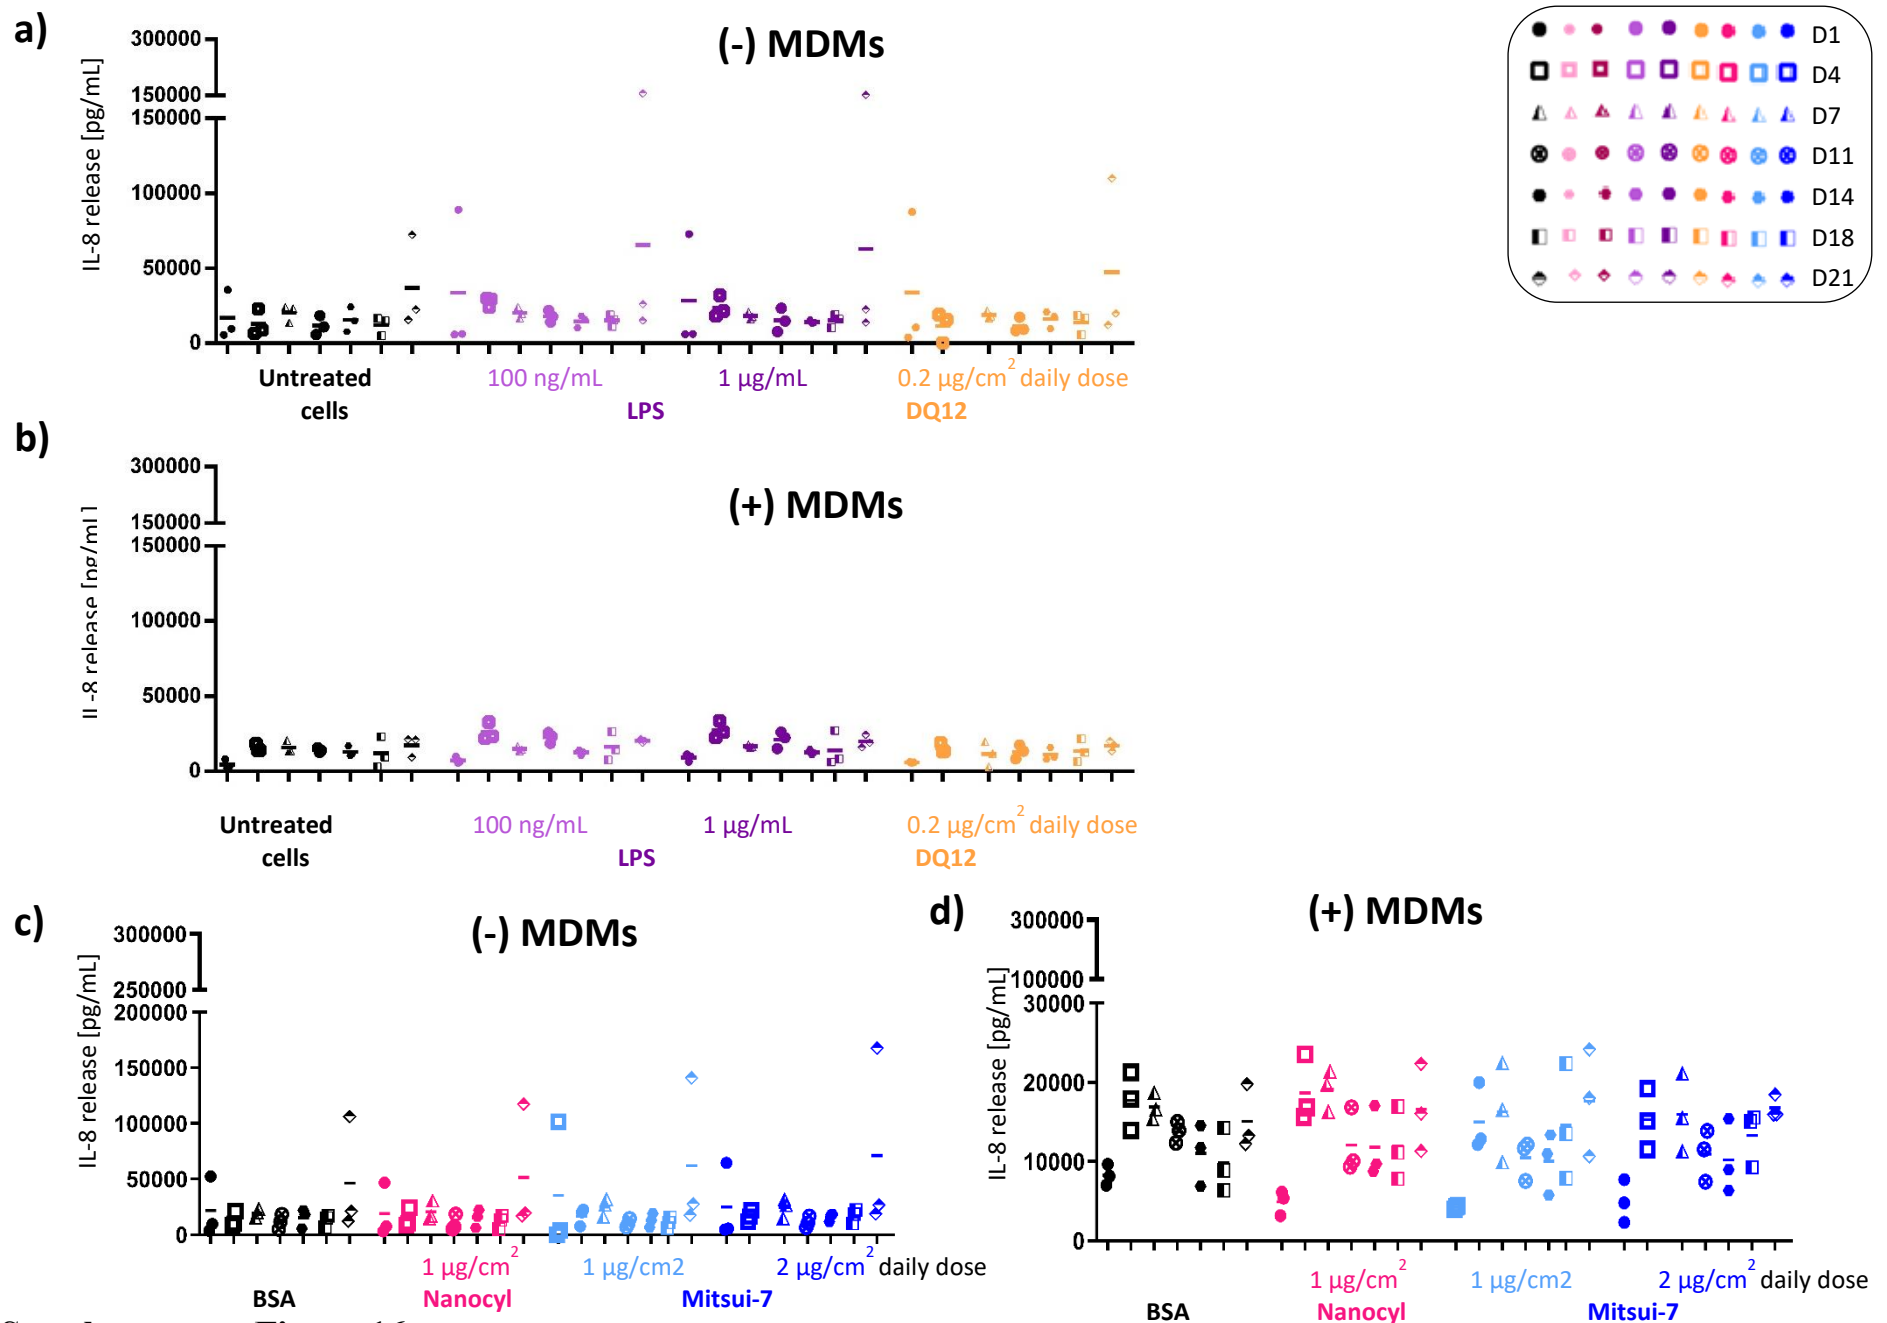 a)
(-) MDMs
IL-8 release [pg/mL]
300000
150000
150000
100000
50000
0
Untreated cells
100 ng/mL
1 µg/mL
LPS
0.2 µg/cm2 daily dose
DQ12
D1
D4
D7
D11
D14
D18
D21
b)
(+) MDMs
IL-8 release [pg/mL]
300000
150000
150000
100000
50000
0
Untreated cells
100 ng/mL
1 µg/mL
LPS
0.2 µg/cm2 daily dose
DQ12
c)
(-) MDMs
IL-8 release [pg/mL]
300000
250000
200000
150000
100000
50000
0
BSA
1 µg/cm2
Nanocyl
1 µg/cm2
2 µg/cm2 daily dose
Mitsui-7
d)
(+) MDMs
IL-8 release [pg/mL]
300000
100000
30000
20000
10000
0
BSA
1 µg/cm2
Nanocyl
1 µg/cm2
2 µg/cm2 daily dose
Mitsui-7